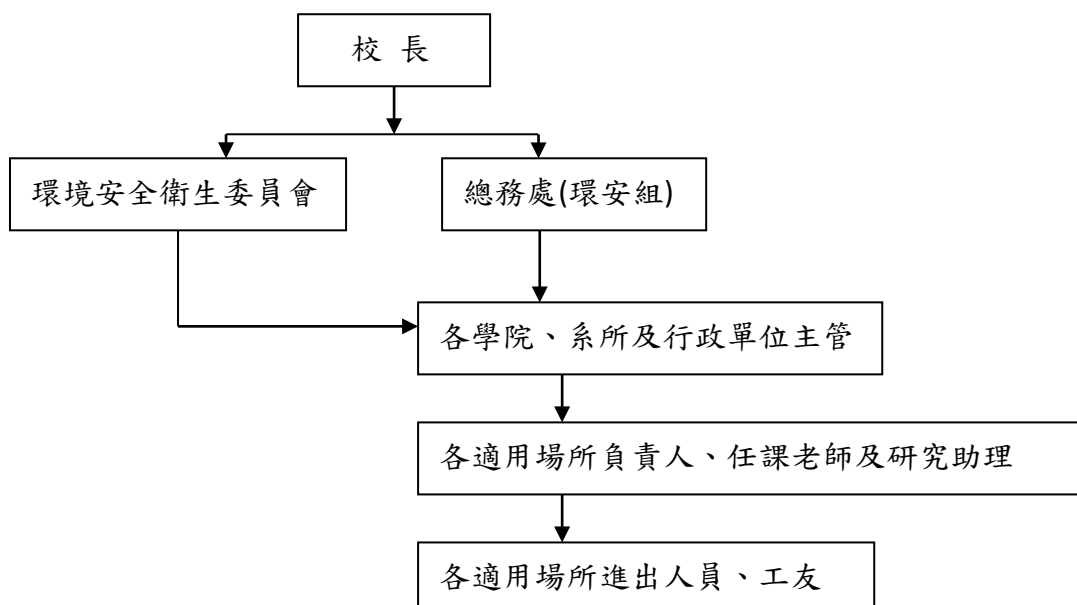 校 長
環境安全衛生委員會
總務處(環安組)
各學院、系所及行政單位主管
各適用場所負責人、任課老師及研究助理
各適用場所進出人員、工友